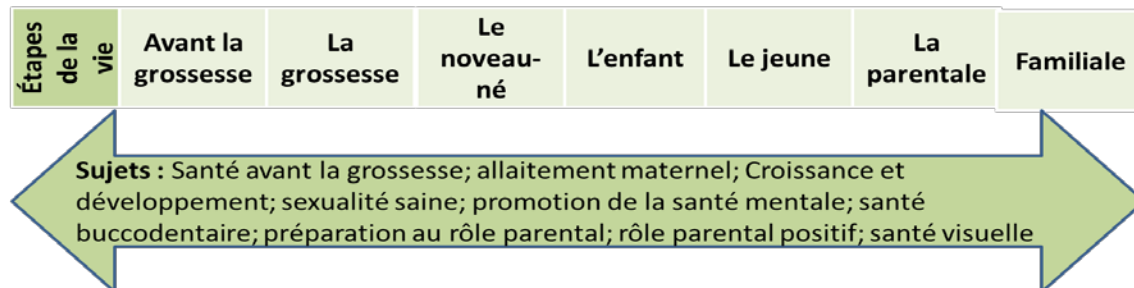 Étapes
de la
vie
Avant la
grossesse
La
grossesse
Le
noveau-
né
L'enfant
Le jeune
La
parentale
Familiale
Sujets : Santé avant la grossesse; allaitement maternel; Croissance et
développement; sexualité saine; promotion de la santé mentale; santé
buccodentaire; préparation au rôle parental; rôle parental positif; santé visuelle